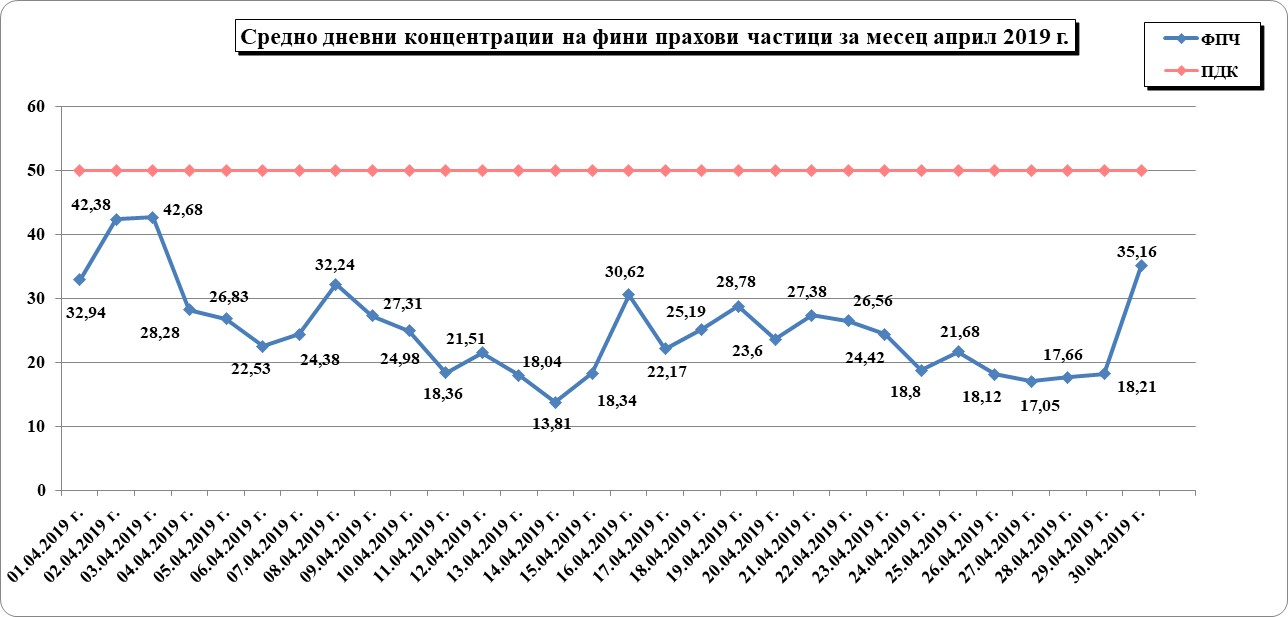 Средно дневни концентрации на фини прахови частици за месец април 2019 г.
ФПЧ
ПДК
60
50
40
30
20
10
0
32,94
42,38
42,68
28,28
26,83
22,53
24,38
32,24
27,31
24,98
18,36
21,51
18,04
13,81
18,34
30,62
22,17
25,19
28,78
23,6
27,38
26,56
24,42
18,8
21,68
18,12
17,05
17,66
18,21
35,16
01.04.2019 г.
02.04.2019 г.
03.04.2019 г.
04.04.2019 г.
05.04.2019 г.
06.04.2019 г.
07.04.2019 г.
08.04.2019 г.
09.04.2019 г.
10.04.2019 г.
11.04.2019 г.
12.04.2019 г.
13.04.2019 г.
14.04.2019 г.
15.04.2019 г.
16.04.2019 г.
17.04.2019 г.
18.04.2019 г.
19.04.2019 г.
20.04.2019 г.
21.04.2019 г.
22.04.2019 г.
23.04.2019 г.
24.04.2019 г.
25.04.2019 г.
26.04.2019 г.
27.04.2019 г.
28.04.2019 г.
29.04.2019 г.
30.04.2019 г.